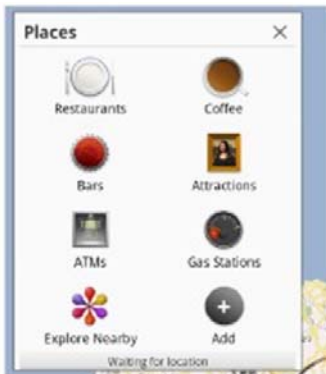 Places
Restaurants
Coffee
Bars
Attractions
ATMs
Gas Stations
Explore Nearby
Add
Waiting for location